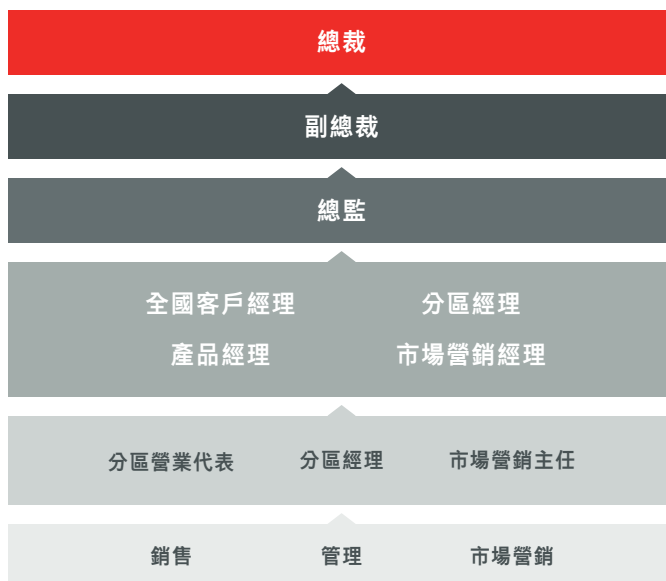 總裁
副總裁
總監
全國客戶經理 分區經理
產品經理 市場營銷經理
分區營業代表 分區經理 市場營銷主任
銷售 管理 市場營銷